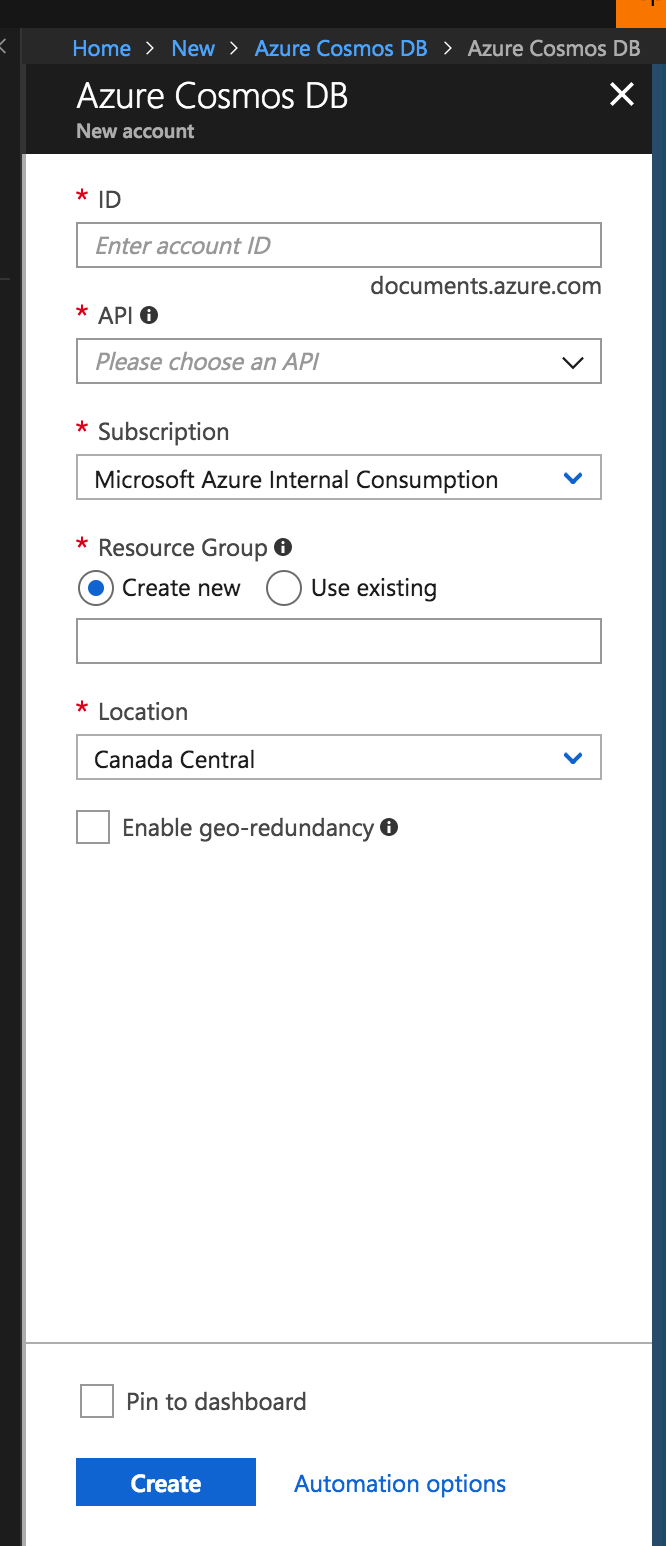 Home > New > Azure Cosmos DB > Azure Cosmos DB
Azure Cosmos DB
New account
* ID
Enter account ID
documents.azure.com
* API
Please choose an API
* Subscription
Microsoft Azure Internal Consumption
* Resource Group
Create new Use existing
* Location
Canada Central
Enable geo-redundancy
Pin to dashboard
Create Automation options